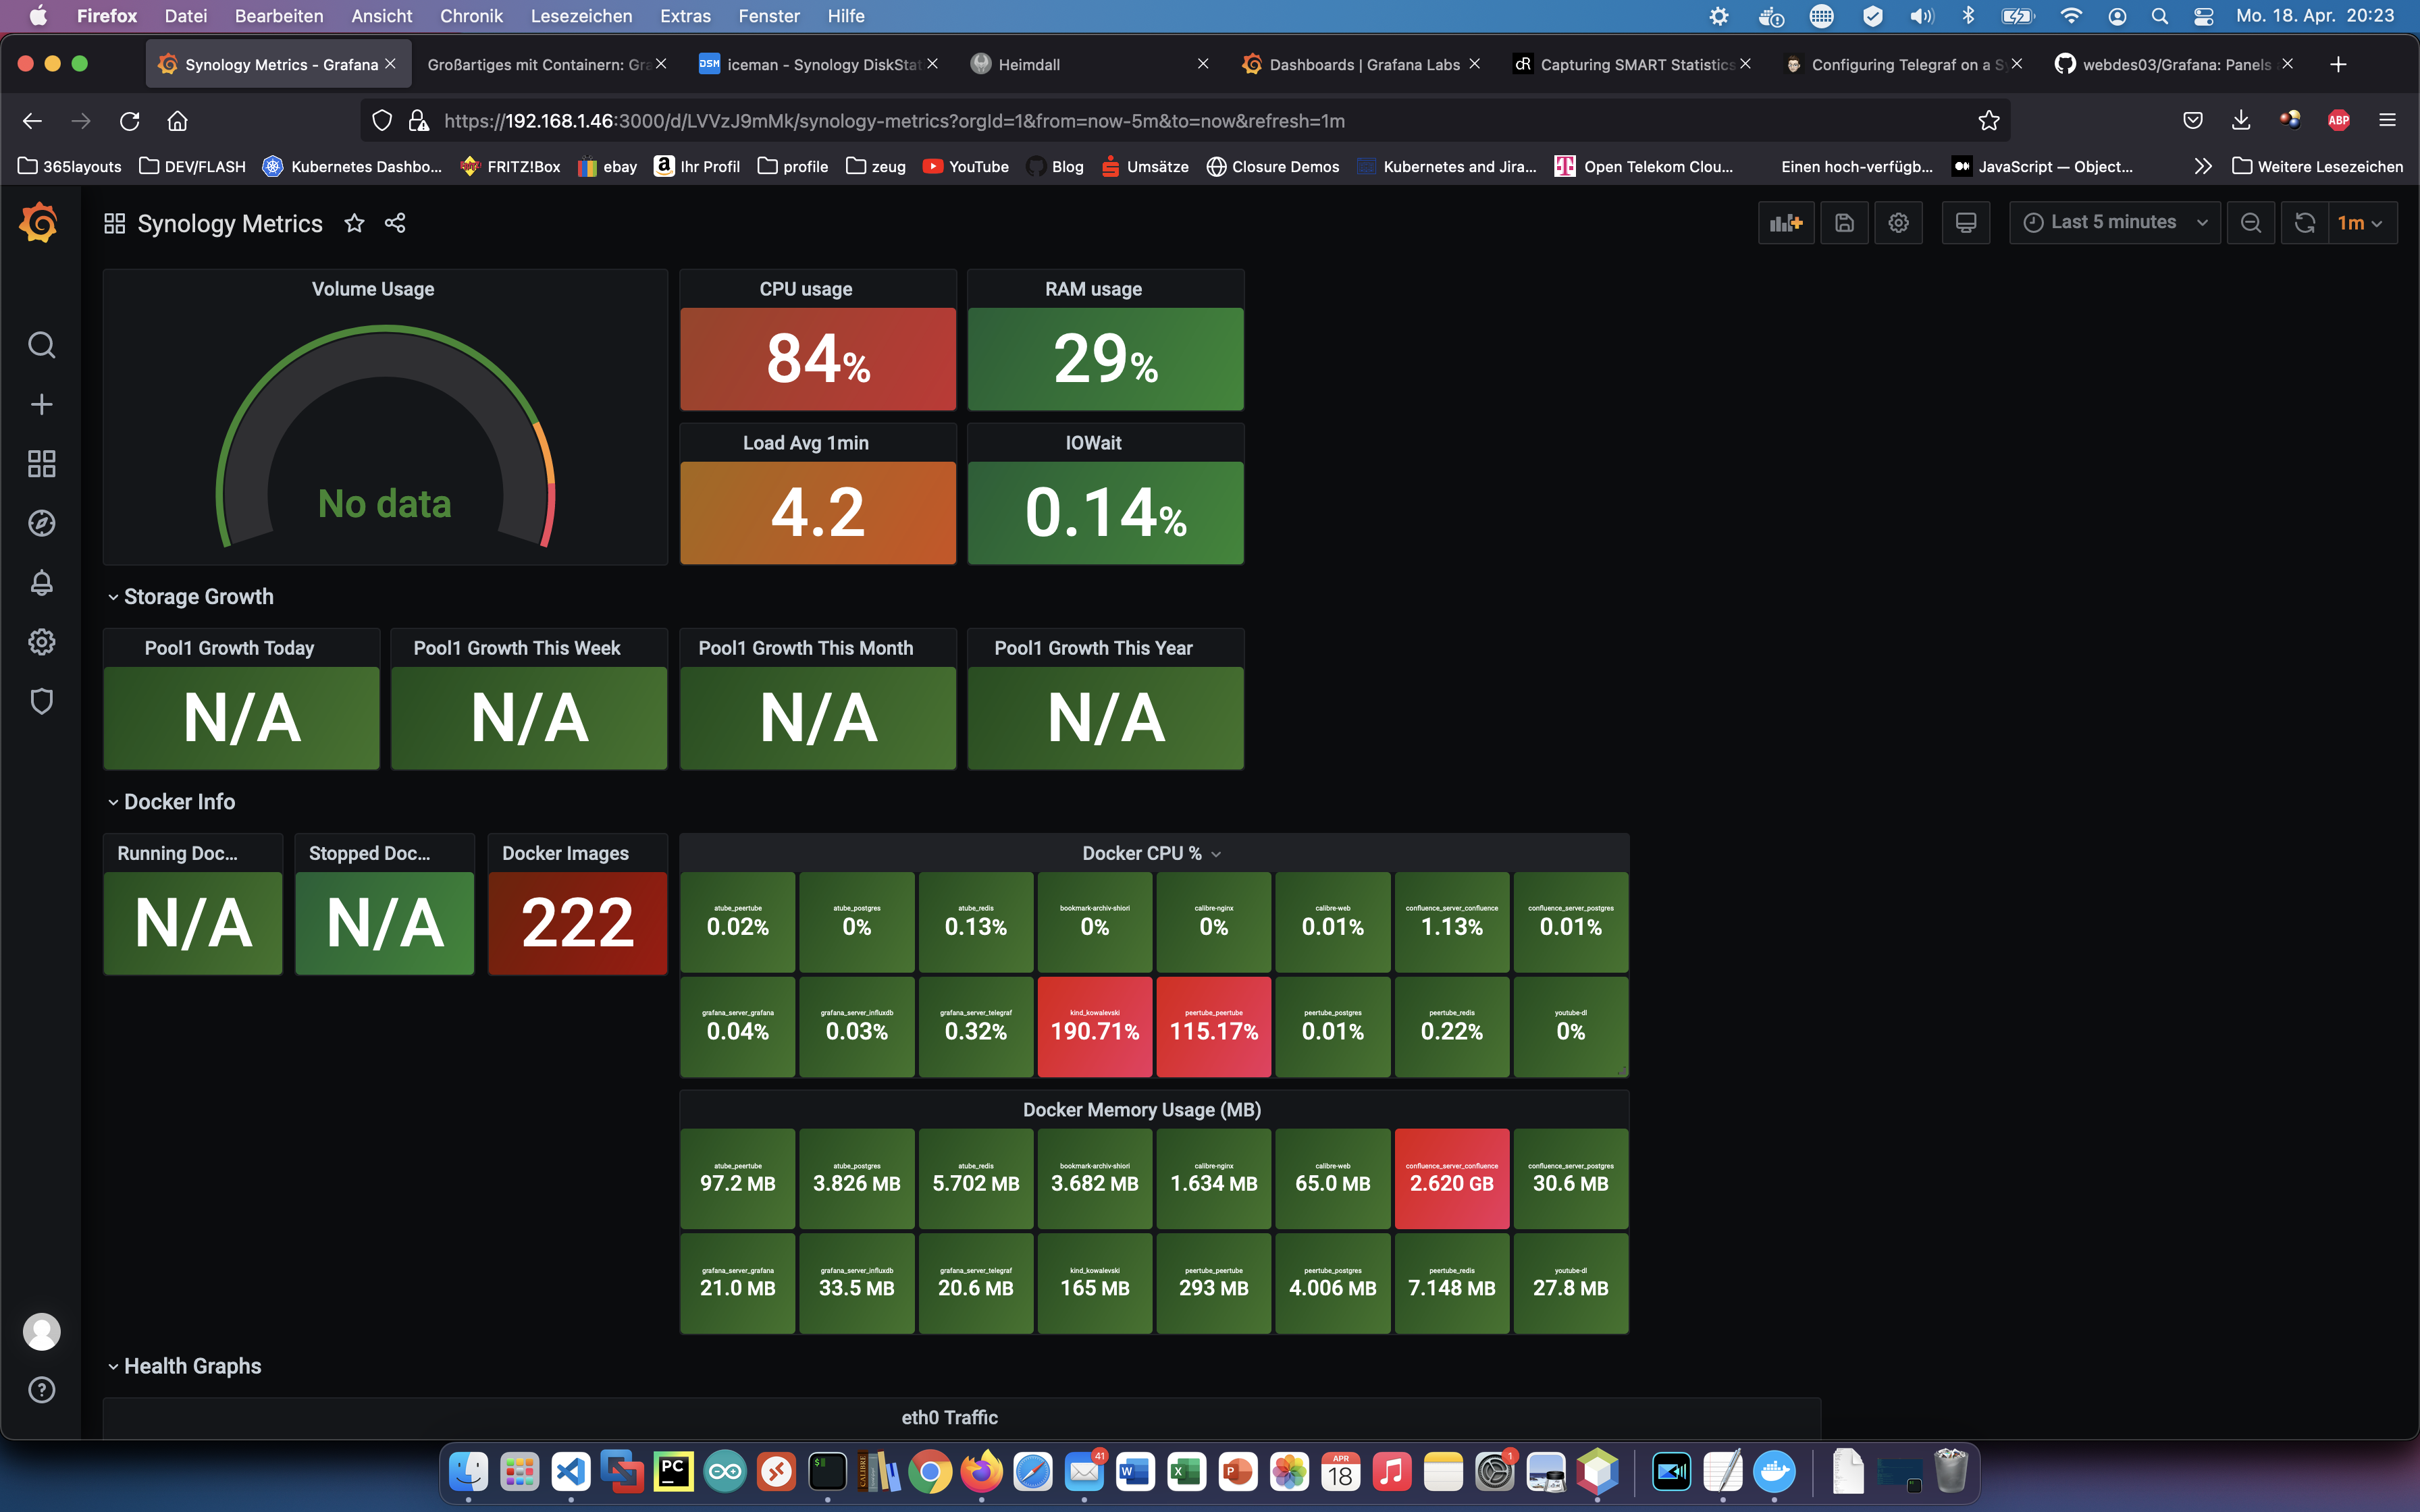 Firefox Datei Bearbeiten Ansicht Chronik Lesezeichen Extras Fenster Hilfe Mo. 18. Apr. 20:23
Synology Metrics - Grafana Großartiges mit Containern: Gra DSM iceman - Synology DiskStat Heimdall Dashboards | Grafana Labs cR Capturing SMART Statistics Configuring Telegraf on a Sy webdes03/Grafana: Panels
https://192.168.1.46:3000/d/LVVzJ9mMk/synology-metrics?orgId=1&from=now-5m&to=now&refresh=1m ABP
365layouts DEV/FLASH Kubernetes Dashbo... FRITZ!Box ebay Ihr Profil profile zeug YouTube Blog Umsätze Closure Demos Kubernetes and Jira... Open Telekom Clou... Einen hoch-verfügb... JavaScript — Object... Weitere Lesezeichen
Synology Metrics Last 5 minutes 1m
Volume Usage CPU usage RAM usage
84% 29%
Load Avg 1min IOWait
No data 4.2 0.14%
Storage Growth
Pool1 Growth Today Pool1 Growth This Week Pool1 Growth This Month Pool1 Growth This Year
N/A N/A N/A N/A
Docker Info
Running Doc... Stopped Doc... Docker Images Docker CPU %
N/A N/A 222
atube_peertube atube_postgres atube_redis bookmark-archiv-shiori calibre-nginx calibre-web confluence_server_confluence confluence_server_postgres
0.02% 0% 0.13% 0% 0% 0.01% 1.13% 0.01%
grafana_server_grafana grafana_server_influxdb grafana_server_telegraf kind_kowalevski peertube_peertube peertube_postgres peertube_redis youtube-dl
0.04% 0.03% 0.32% 190.71% 115.17% 0.01% 0.22% 0%
Docker Memory Usage (MB)
atube_peertube atube_postgres atube_redis bookmark-archiv-shiori calibre-nginx calibre-web confluence_server_confluence confluence_server_postgres
97.2 MB 3.826 MB 5.702 MB 3.682 MB 1.634 MB 65.0 MB 2.620 GB 30.6 MB
grafana_server_grafana grafana_server_influxdb grafana_server_telegraf kind_kowalevski peertube_peertube peertube_postgres peertube_redis youtube-dl
21.0 MB 33.5 MB 20.6 MB 165 MB 293 MB 4.006 MB 7.148 MB 27.8 MB
Health Graphs
eth0 Traffic
PC CALIBRE 41 W X P APR 18 1